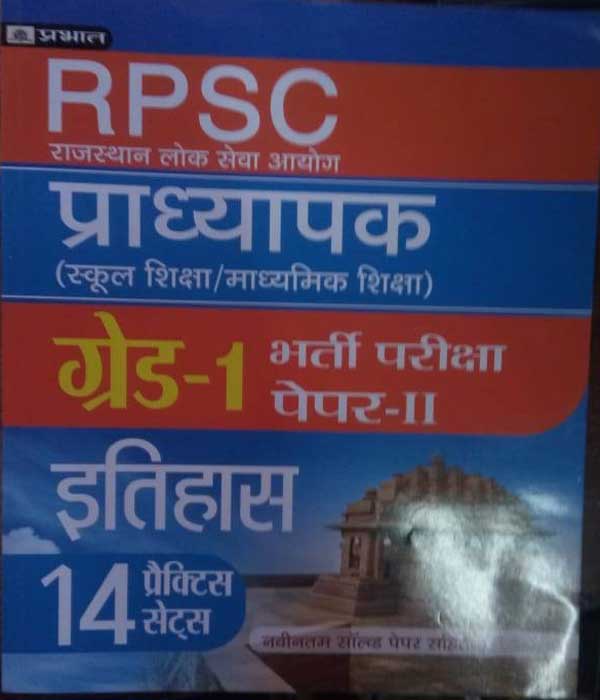 प्रभात
RPSC
राजस्थान लोक सेवा आयोग
प्राध्यापक
(स्कूल शिक्षा/माध्यमिक शिक्षा)
ग्रेड-1 भर्ती परीक्षा
पेपर-II
इतिहास
14 प्रैक्टिस
सेट्स
नवीनतम सॉल्व्ड पेपर